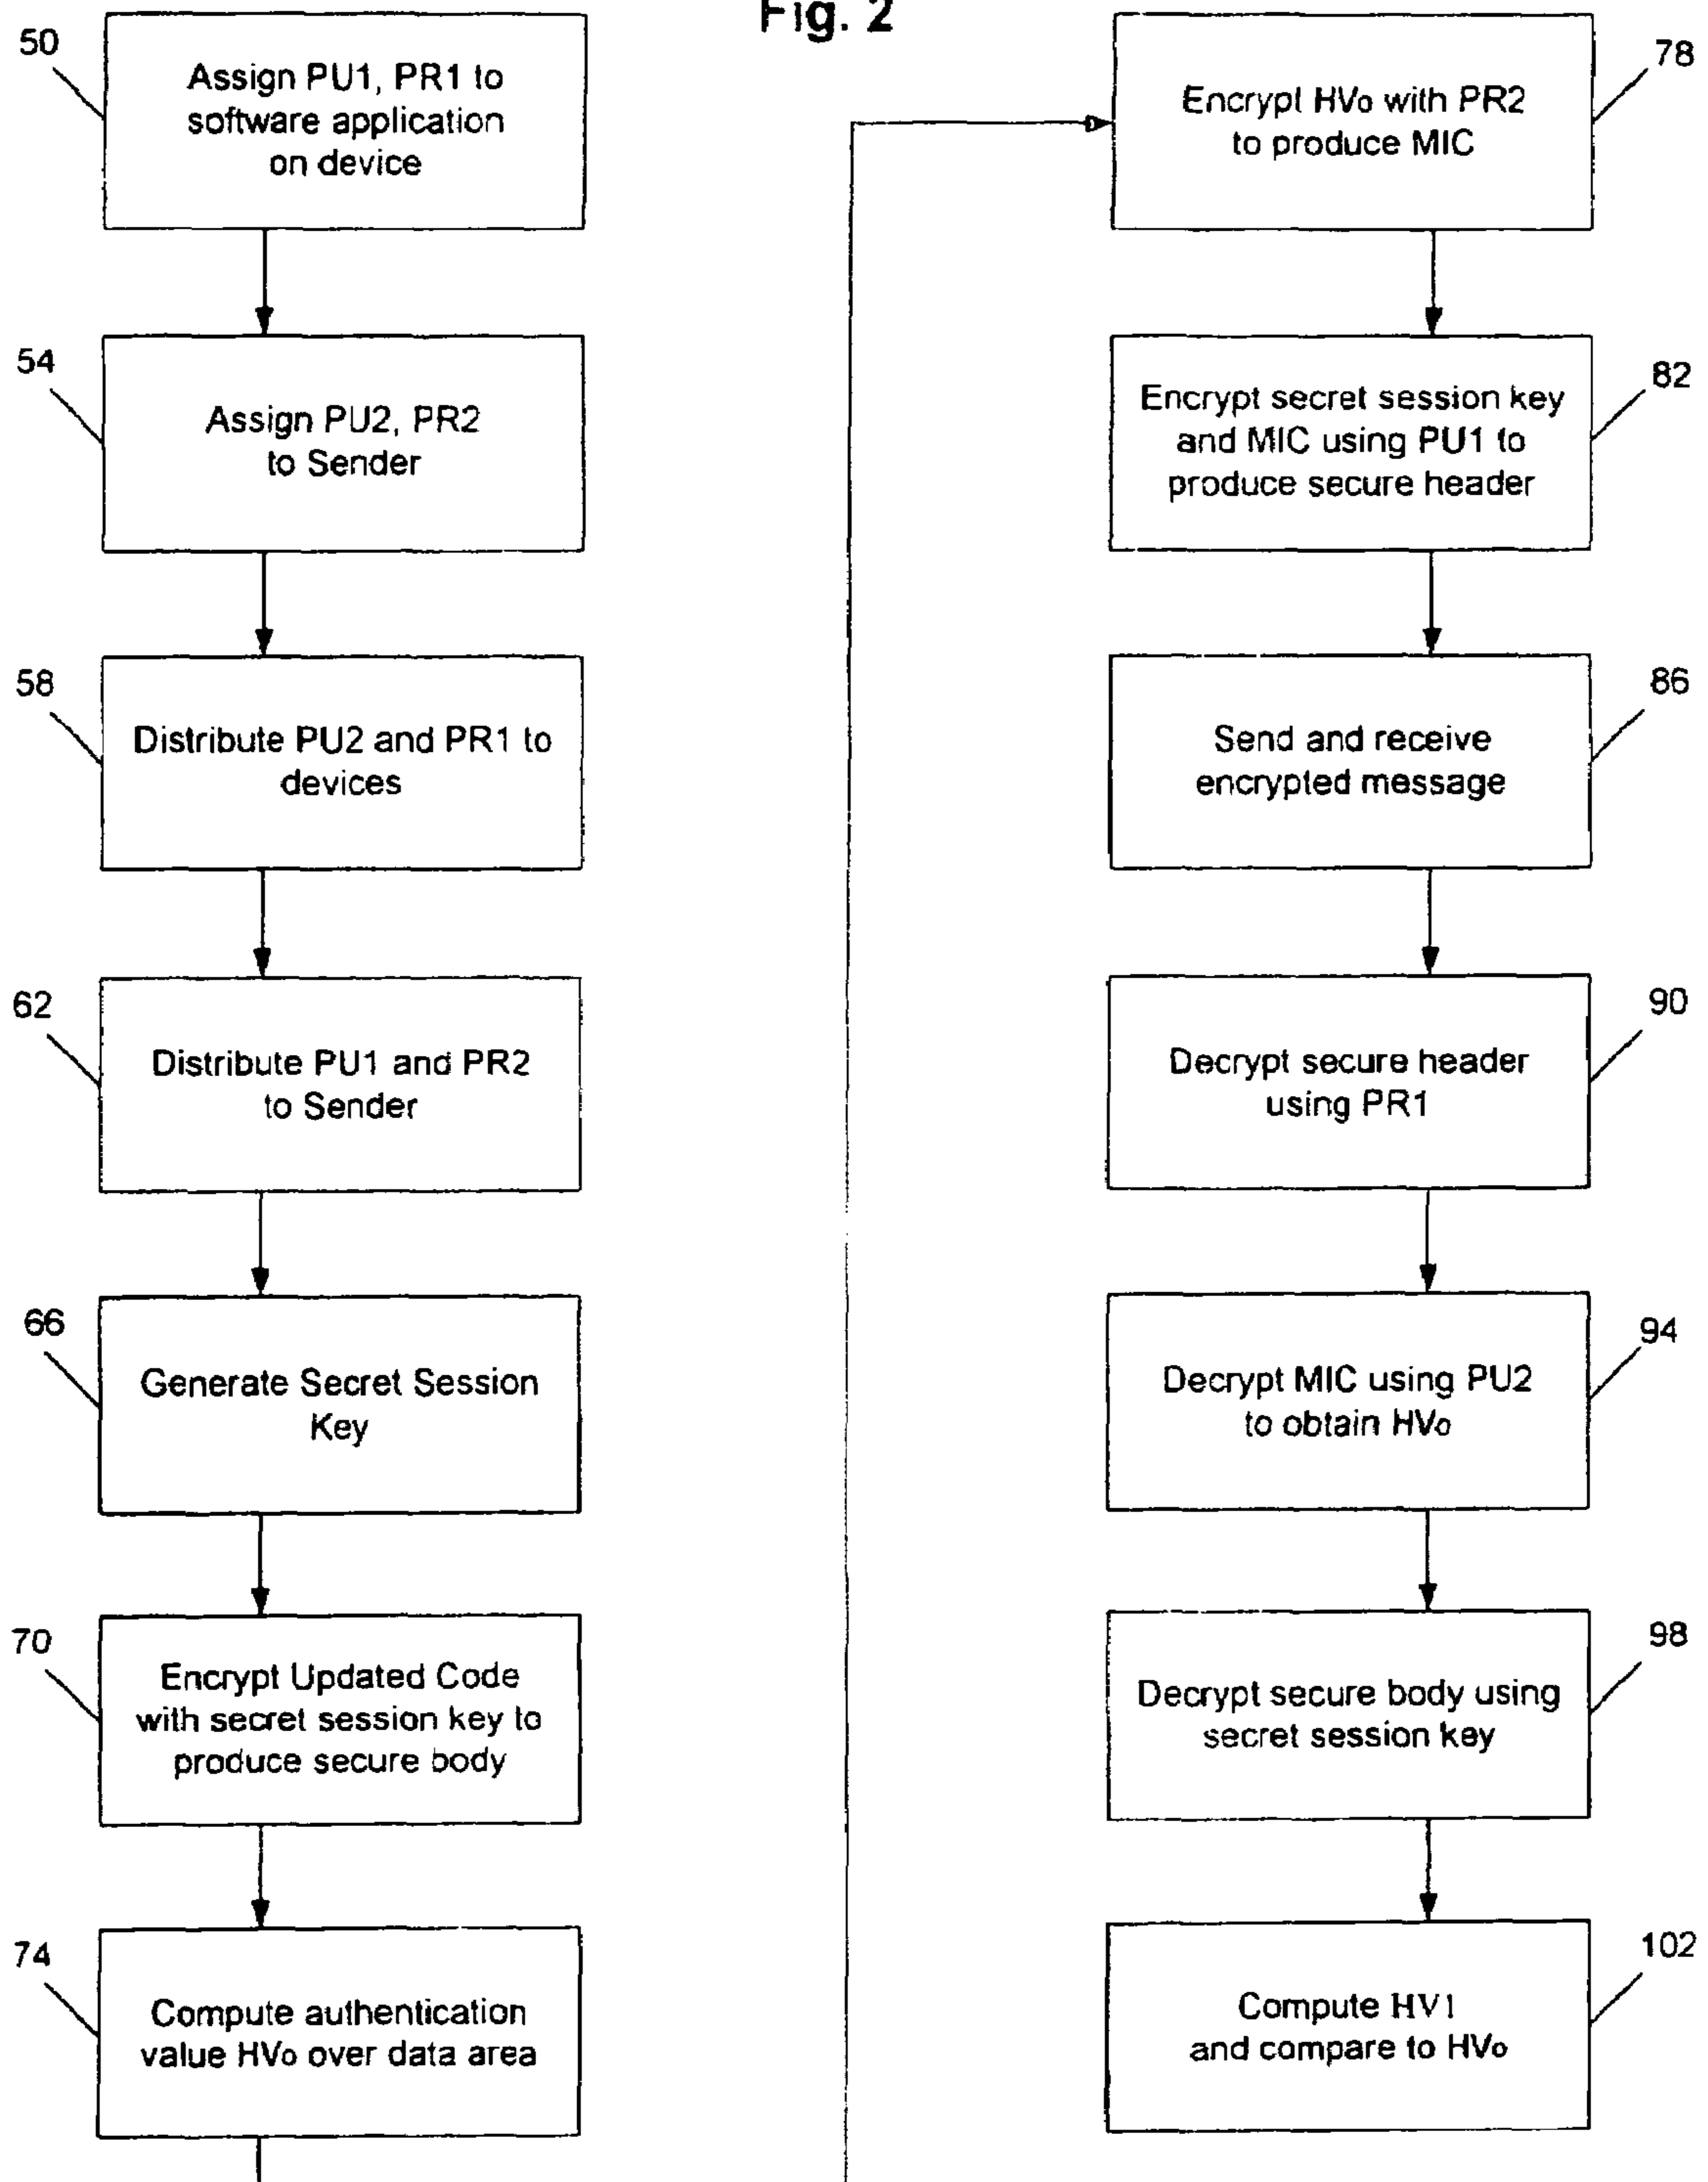 Fig. 2
50
Assign PU1, PR1 to
software application
on device
54
Assign PU2, PR2
to Sender
58
Distribute PU2 and PR1 to
devices
62
Distribute PU1 and PR2
to Sender
66
Generate Secret Session
Key
70
Encrypt Updated Code
with secret session key to
produce secure body
74
Compute authentication
value HVo over data area
78
Encrypt HVo with PR2
to produce MIC
82
Encrypt secret session key
and MIC using PU1 to
produce secure header
86
Send and receive
encrypted message
90
Decrypt secure header
using PR1
94
Decrypt MIC using PU2
to obtain HVo
98
Decrypt secure body using
secret session key
102
Compute HV1
and compare to HVo